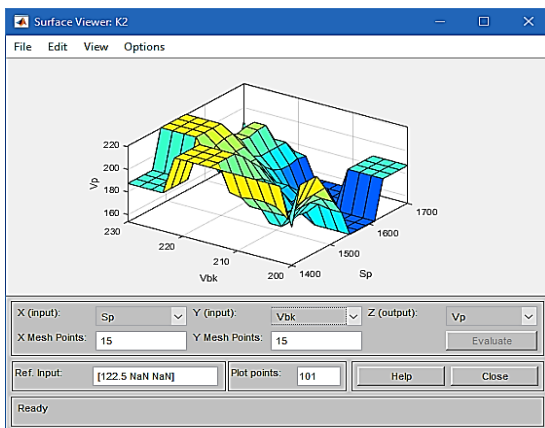 Surface Viewer: K2
File Edit View Options
220
200
180
160
Vp
230
220
210
200
Vbk
1400
1500
1600
1700
Sp
X (input): Sp Y (input): Vbk Z (output): Vp
X Mesh Points: 15 Y Mesh Points: 15 Evaluate
Ref. Input: [122.5 NaN NaN] Plot points: 101 Help Close
Ready